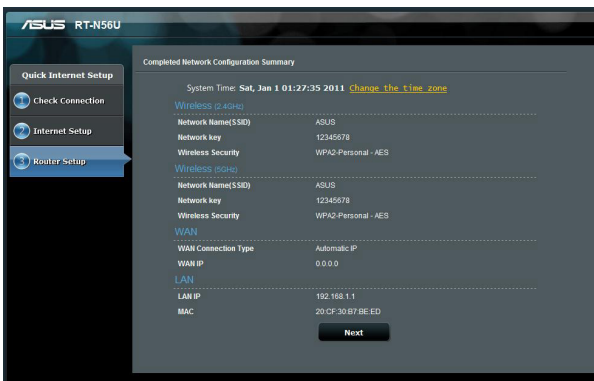 ASUS RT-N56U
Quick Internet Setup
1 Check Connection
2 Internet Setup
3 Router Setup
Completed Network Configuration Summary
System Time: Sat, Jan 1 01:27:35 2011 Change the time zone
Wireless (2.4GHz)
Network Name(SSID) ASUS
Network key 12345678
Wireless Security WPA2-Personal - AES
Wireless (5GHz)
Network Name(SSID) ASUS
Network key 12345678
Wireless Security WPA2-Personal - AES
WAN
WAN Connection Type Automatic IP
WAN IP 0.0.0.0
LAN
LAN IP 192.168.1.1
MAC 20:CF:30:B7:BE:ED
Next